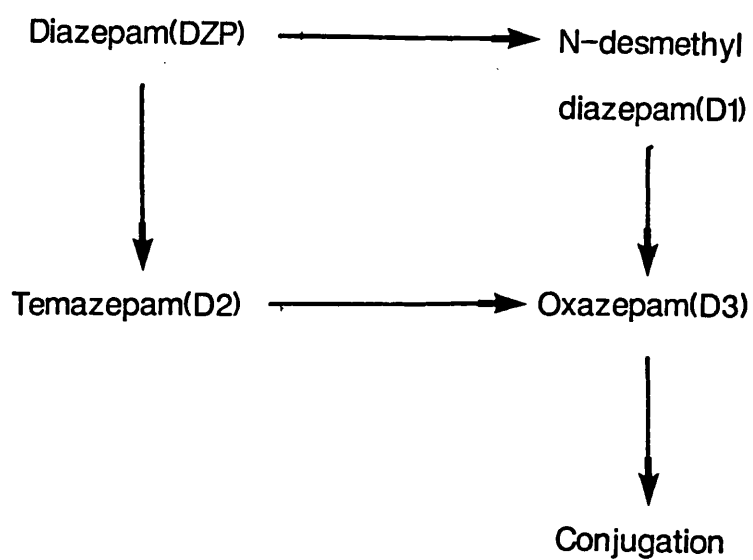 Diazepam(DZP)
N-desmethyl
diazepam(D1)
Temazepam(D2)
Oxazepam(D3)
Conjugation